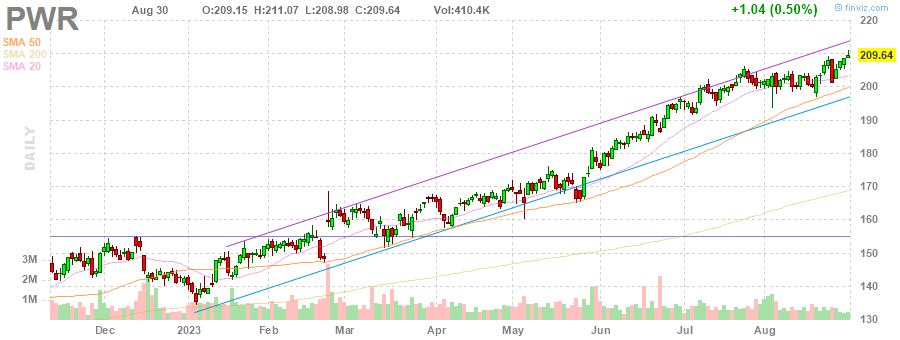 PWR Aug 30 O:209.15 H:211.07 L:208.98 C:209.64 Vol:410.4K +1.04 (0.50%) © finviz.com
SMA 50
SMA 200
SMA 20
DAILY
220
209.64
200
190
180
170
160
150
140
130
3M
2M
1M
Dec 2023 Feb Mar Apr May Jun Jul Aug